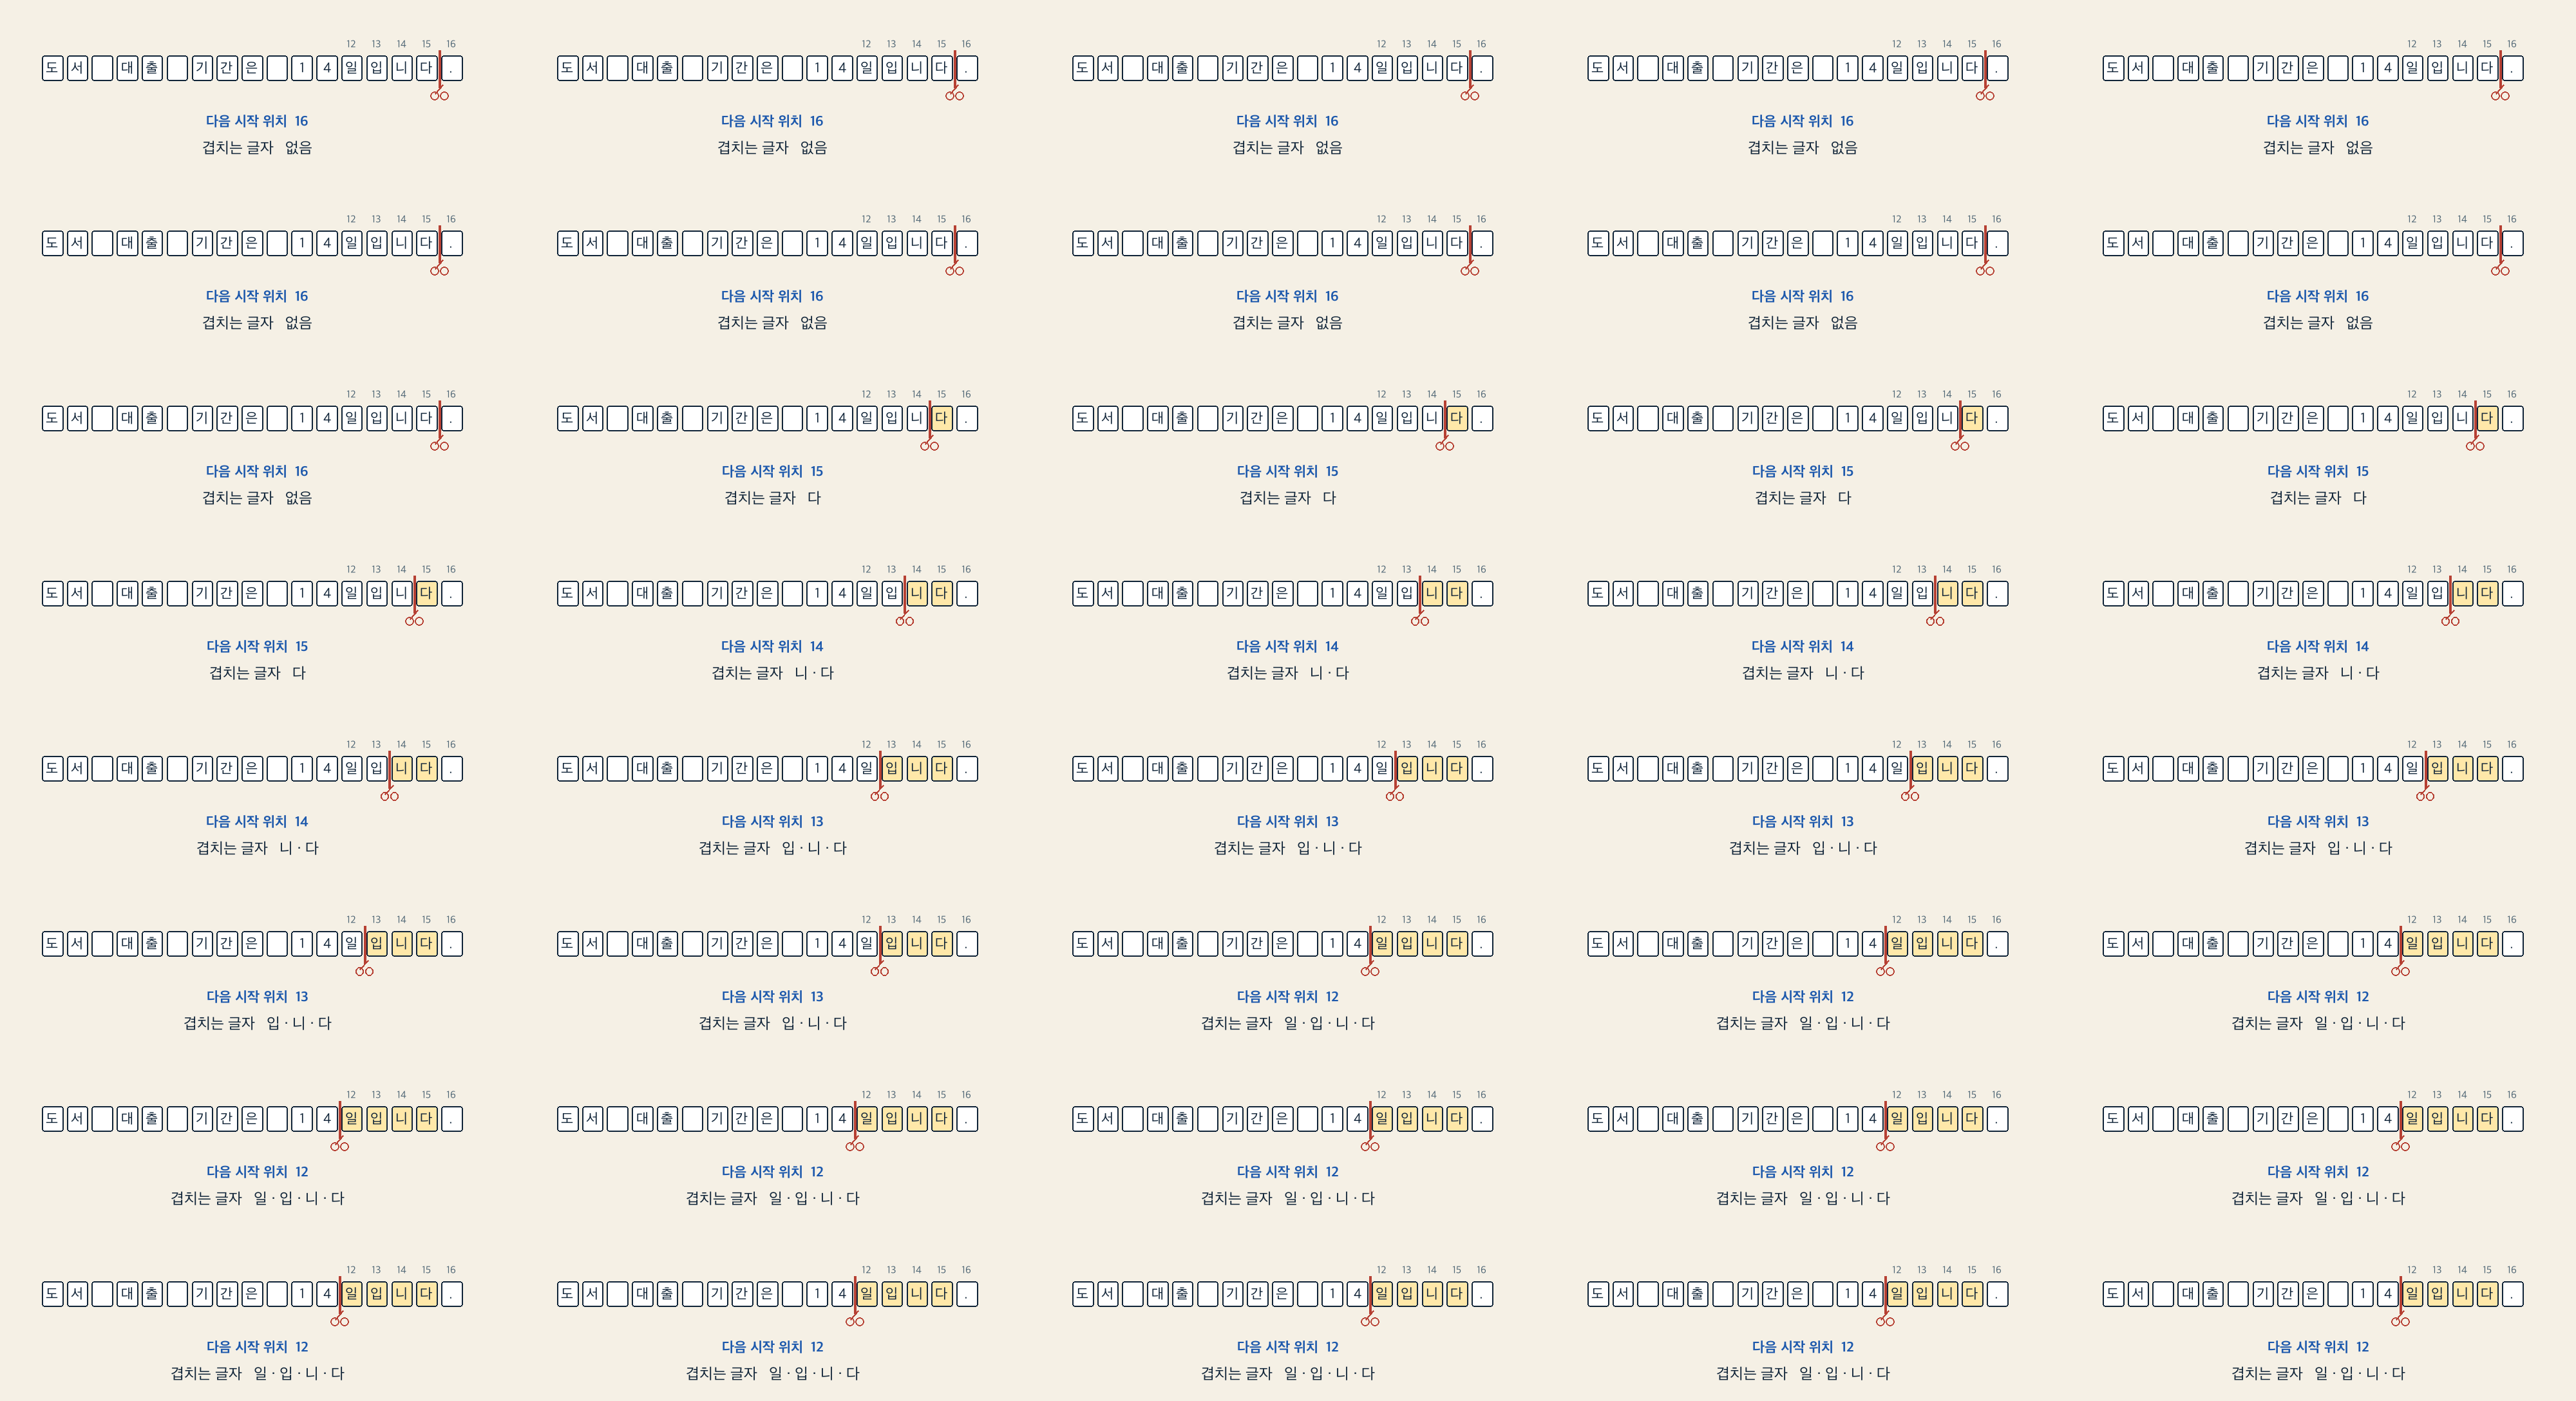 12 13 14 15 16 12 13 14 15 16 12 13 14 15 16 12 13 14 15 16 12 13 14 15 16
도서 대출 기간은 14일입니다. 도서 대출 기간은 14일입니다. 도서 대출 기간은 14일입니다. 도서 대출 기간은 14일입니다. 도서 대출 기간은 14일입니다.
다음 시작 위치 16 다음 시작 위치 16 다음 시작 위치 16 다음 시작 위치 16 다음 시작 위치 16
겹치는 글자 없음 겹치는 글자 없음 겹치는 글자 없음 겹치는 글자 없음 겹치는 글자 없음
12 13 14 15 16 12 13 14 15 16 12 13 14 15 16 12 13 14 15 16 12 13 14 15 16
도서 대출 기간은 14일입니다. 도서 대출 기간은 14일입니다. 도서 대출 기간은 14일입니다. 도서 대출 기간은 14일입니다. 도서 대출 기간은 14일입니다.
다음 시작 위치 16 다음 시작 위치 16 다음 시작 위치 16 다음 시작 위치 16 다음 시작 위치 16
겹치는 글자 없음 겹치는 글자 없음 겹치는 글자 없음 겹치는 글자 없음 겹치는 글자 없음
12 13 14 15 16 12 13 14 15 16 12 13 14 15 16 12 13 14 15 16 12 13 14 15 16
도서 대출 기간은 14일입니다. 도서 대출 기간은 14일입니다. 도서 대출 기간은 14일입니다. 도서 대출 기간은 14일입니다. 도서 대출 기간은 14일입니다.
다음 시작 위치 16 다음 시작 위치 15 다음 시작 위치 15 다음 시작 위치 15 다음 시작 위치 15
겹치는 글자 없음 겹치는 글자 다 겹치는 글자 다 겹치는 글자 다 겹치는 글자 다
12 13 14 15 16 12 13 14 15 16 12 13 14 15 16 12 13 14 15 16 12 13 14 15 16
도서 대출 기간은 14일입니다. 도서 대출 기간은 14일입니다. 도서 대출 기간은 14일입니다. 도서 대출 기간은 14일입니다. 도서 대출 기간은 14일입니다.
다음 시작 위치 15 다음 시작 위치 14 다음 시작 위치 14 다음 시작 위치 14 다음 시작 위치 14
겹치는 글자 다 겹치는 글자 니 · 다 겹치는 글자 니 · 다 겹치는 글자 니 · 다 겹치는 글자 니 · 다
12 13 14 15 16 12 13 14 15 16 12 13 14 15 16 12 13 14 15 16 12 13 14 15 16
도서 대출 기간은 14일입니다. 도서 대출 기간은 14일입니다. 도서 대출 기간은 14일입니다. 도서 대출 기간은 14일입니다. 도서 대출 기간은 14일입니다.
다음 시작 위치 14 다음 시작 위치 13 다음 시작 위치 13 다음 시작 위치 13 다음 시작 위치 13
겹치는 글자 니 · 다 겹치는 글자 입 · 니 · 다 겹치는 글자 입 · 니 · 다 겹치는 글자 입 · 니 · 다 겹치는 글자 입 · 니 · 다
12 13 14 15 16 12 13 14 15 16 12 13 14 15 16 12 13 14 15 16 12 13 14 15 16
도서 대출 기간은 14일입니다. 도서 대출 기간은 14일입니다. 도서 대출 기간은 14일입니다. 도서 대출 기간은 14일입니다. 도서 대출 기간은 14일입니다.
다음 시작 위치 13 다음 시작 위치 13 다음 시작 위치 12 다음 시작 위치 12 다음 시작 위치 12
겹치는 글자 입 · 니 · 다 겹치는 글자 입 · 니 · 다 겹치는 글자 일 · 입 · 니 · 다 겹치는 글자 일 · 입 · 니 · 다 겹치는 글자 일 · 입 · 니 · 다
12 13 14 15 16 12 13 14 15 16 12 13 14 15 16 12 13 14 15 16 12 13 14 15 16
도서 대출 기간은 14일입니다. 도서 대출 기간은 14일입니다. 도서 대출 기간은 14일입니다. 도서 대출 기간은 14일입니다. 도서 대출 기간은 14일입니다.
다음 시작 위치 12 다음 시작 위치 12 다음 시작 위치 12 다음 시작 위치 12 다음 시작 위치 12
겹치는 글자 일 · 입 · 니 · 다 겹치는 글자 일 · 입 · 니 · 다 겹치는 글자 일 · 입 · 니 · 다 겹치는 글자 일 · 입 · 니 · 다 겹치는 글자 일 · 입 · 니 · 다
12 13 14 15 16 12 13 14 15 16 12 13 14 15 16 12 13 14 15 16 12 13 14 15 16
도서 대출 기간은 14일입니다. 도서 대출 기간은 14일입니다. 도서 대출 기간은 14일입니다. 도서 대출 기간은 14일입니다. 도서 대출 기간은 14일입니다.
다음 시작 위치 12 다음 시작 위치 12 다음 시작 위치 12 다음 시작 위치 12 다음 시작 위치 12
겹치는 글자 일 · 입 · 니 · 다 겹치는 글자 일 · 입 · 니 · 다 겹치는 글자 일 · 입 · 니 · 다 겹치는 글자 일 · 입 · 니 · 다 겹치는 글자 일 · 입 · 니 · 다